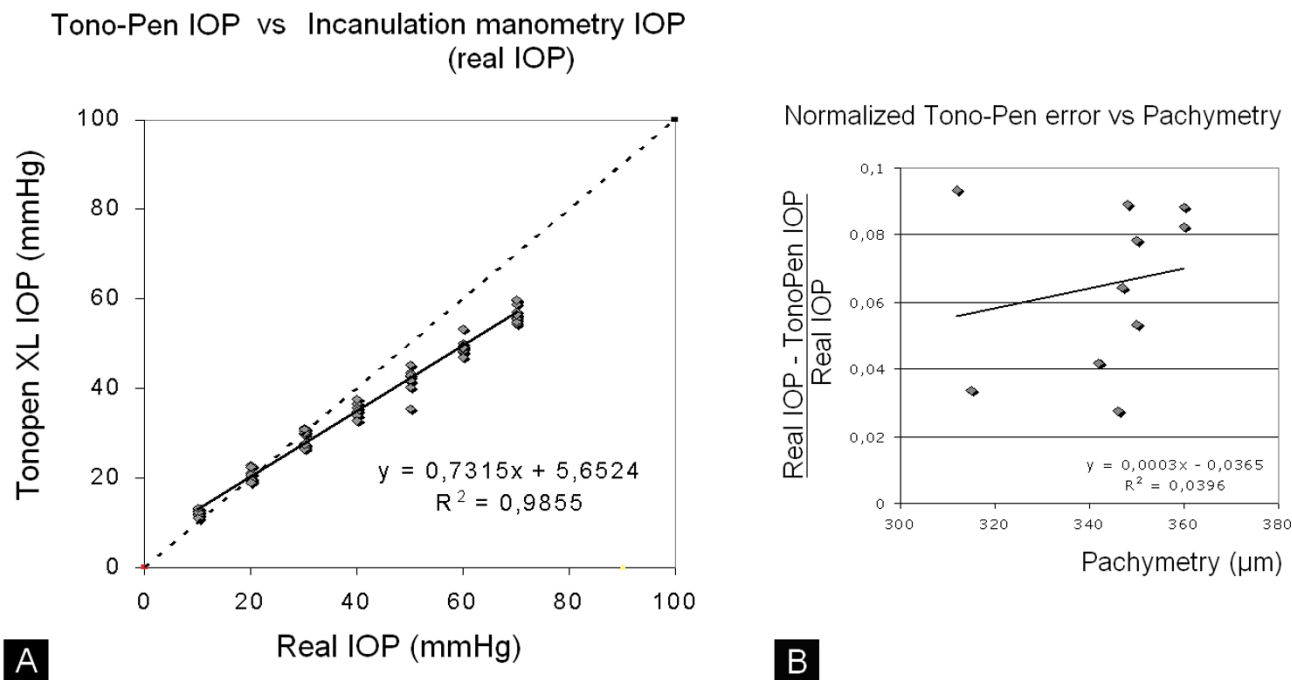 Tono-Pen IOP vs Incanulation manometry IOP
(real IOP)
Tonopen XL IOP (mmHg)
100
80
60
40
20
0
y = 0,7315x + 5,6524
R² = 0,9855
0 20 40 60 80 100
Real IOP (mmHg)
A
Normalized Tono-Pen error vs Pachymetry
Real IOP - TonoPen IOP
Real IOP
0,1
0,08
0,06
0,04
0,02
0
y = 0,0003x - 0,0365
R² = 0,0396
300 320 340 360 380
Pachymetry (µm)
B